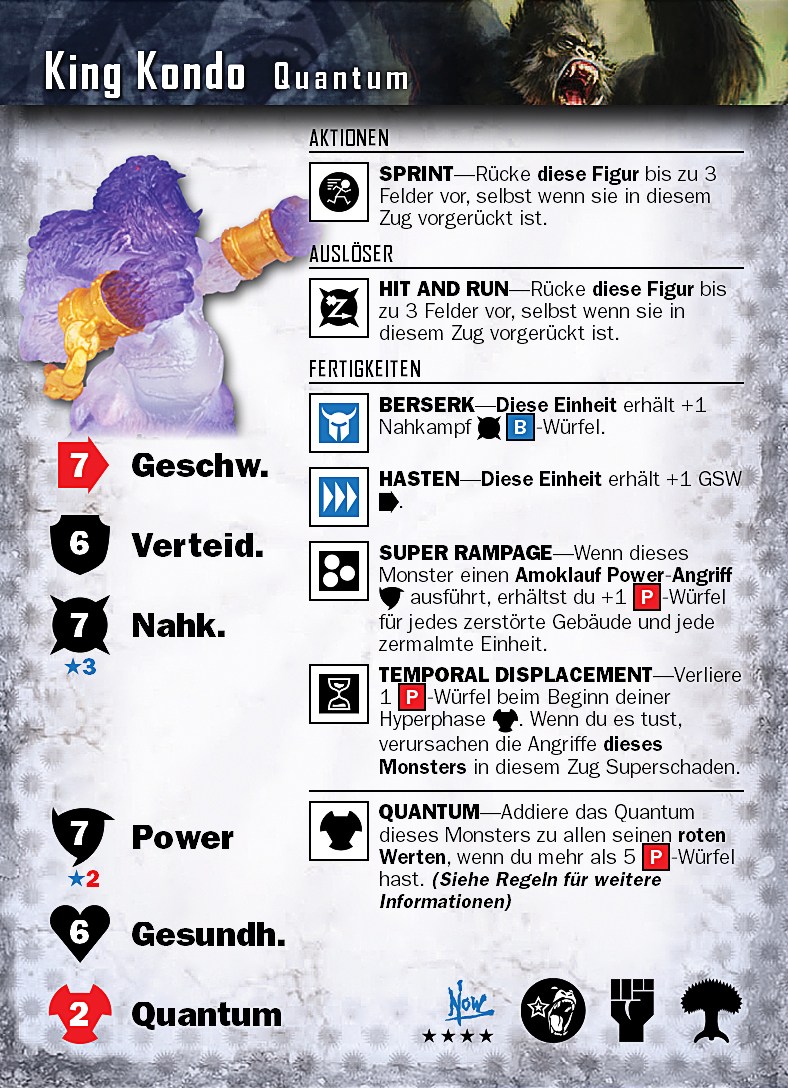 King Kondo Quantum
AKTIONEN
SPRINT—Rücke diese Figur bis zu 3
Felder vor, selbst wenn sie in diesem
Zug vorgerückt ist.
AUSLÖSER
Z
HIT AND RUN—Rücke diese Figur bis
zu 3 Felder vor, selbst wenn sie in
diesem Zug vorgerückt ist.
FERTIGKEITEN
BERSERK—Diese Einheit erhält +1
Nahkampf B-Würfel.
HASTEN—Diese Einheit erhält +1 GSW
.
SUPER RAMPAGE—Wenn dieses
Monster einen Amoklauf Power-Angriff
ausführt, erhältst du +1 P-Würfel
für jedes zerstörte Gebäude und jede
zermalmte Einheit.
TEMPORAL DISPLACEMENT—Verliere
1 P-Würfel beim Beginn deiner
Hyperphase . Wenn du es tust,
verursachen die Angriffe dieses
Monsters in diesem Zug Superschaden.
QUANTUM—Addiere das Quantum
dieses Monsters zu allen seinen roten
Werten, wenn du mehr als 5 P-Würfel
hast. (Siehe Regeln für weitere
Informationen)
7 Geschw.
6 Verteid.
7 Nahk.
★3
7 Power
★2
6 Gesundh.
2 Quantum
Now
★★★★